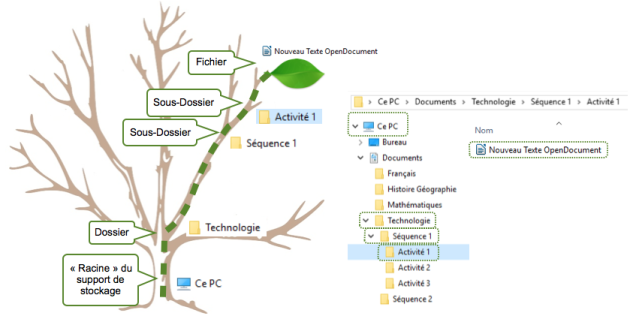 Nouveau Texte OpenDocument
Fichier
Sous-Dossier
Activité 1
Sous-Dossier
Séquence 1
Dossier
Technologie
« Racine » du
support de
stockage
Ce PC
> Ce PC > Documents > Technologie > Séquence 1 > Activité 1
Ce PC
Nom
Bureau
Nouveau Texte OpenDocument
Documents
Français
Histoire Géographie
Mathématiques
Technologie
Séquence 1
Activité 1
Activité 2
Activité 3
Séquence 2